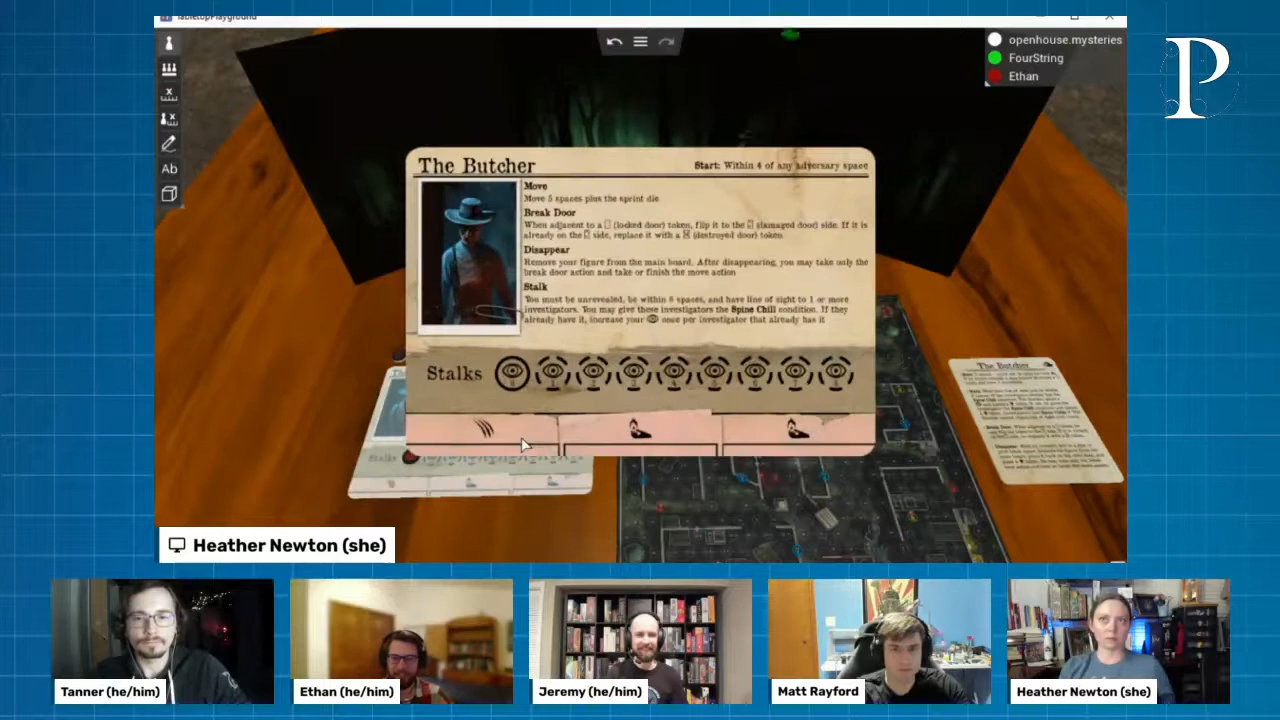 TabletopPlayground
openhouse.mysteries
FourString
Ethan
P
x
x
Ab
The Butcher
Start: Within 4 of any adversary space
Move
Move 5 spaces plus the sprint die
Break Door
When adjacent to a (locked door) token, flip it to the (damaged door) side. If it is
already on the side, replace it with a (destroyed door) token
Disappear
Remove your figure from the main board. After disappearing, you may take only the
break door action and take or finish the move action
Stalk
You must be unrevealed, be within 6 spaces, and have line of sight to 1 or more
investigators. You may give these investigators the Spine Chill condition. If they
already have it, increase your once per investigator that already has it
Stalks
The Butcher
Stalks
Heather Newton (she)
Tanner (he/him)
Ethan (he/him)
Jeremy (he/him)
Matt Rayford
Heather Newton (she)